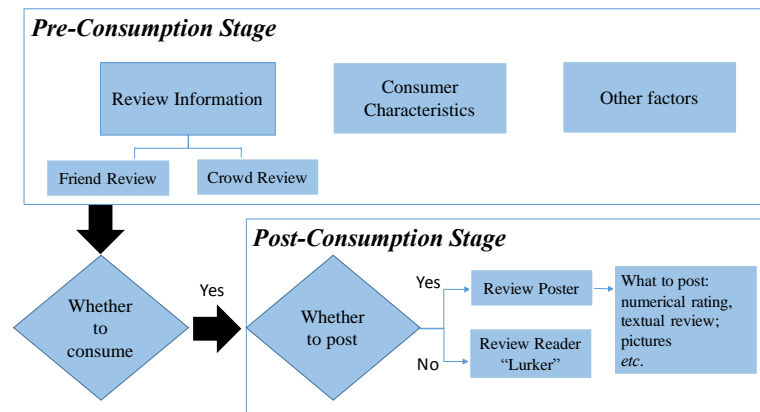 Pre-Consumption Stage
Review Information
Consumer
Characteristics
Other factors
Friend Review
Crowd Review
Post-Consumption Stage
Whether
to
consume
Yes
Whether
to post
Yes
Review Poster
What to post:
numerical rating,
textual review;
pictures
etc.
No
Review Reader
“Lurker”